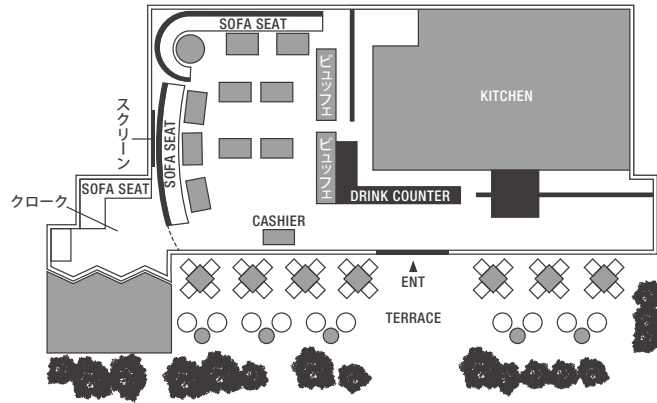 SOFA SEAT
ビュッフェ
KITCHEN
スクリーン
SOFA SEAT
ビュッフェ
SOFA SEAT
クローク
DRINK COUNTER
CASHIER
ENT
TERRACE